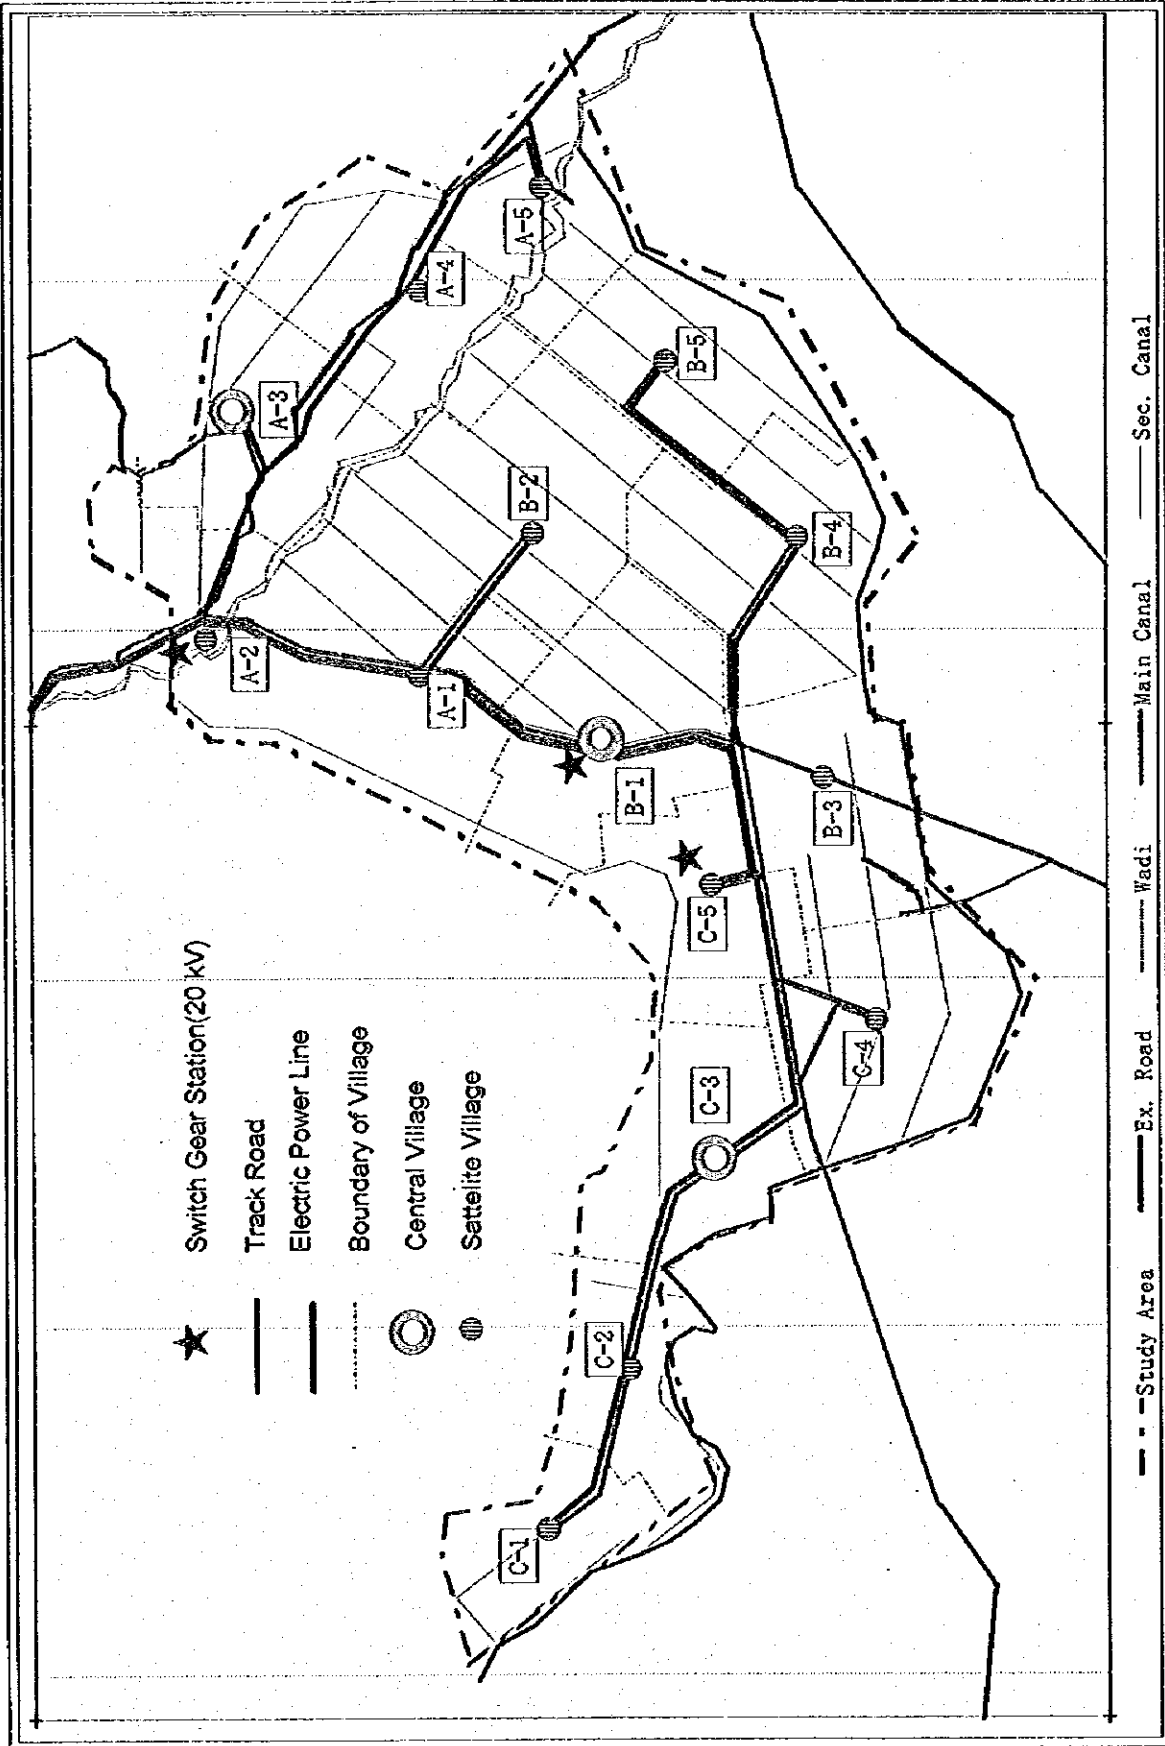 Switch Gear Station(20 kV)
Track Road
Electric Power Line
Boundary of Village
Central Village
Sattelite Village
C-1
C-2
C-3
C-4
C-5
B-1
B-3
A-1
A-2
B-2
B-4
A-3
B-5
A-4
A-5
Study Area
Ex. Road
Wadi
Main Canal
Sec. Canal